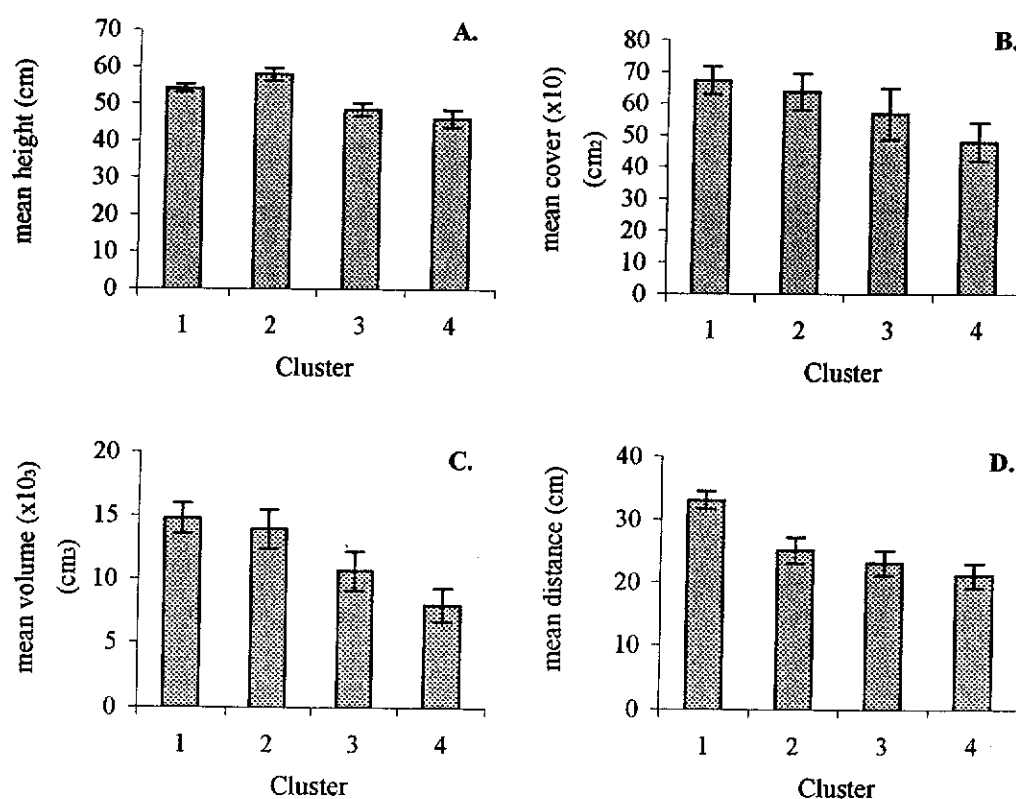 A.
mean height (cm)
70
60
50
40
30
20
10
0
1 2 3 4
Cluster
B.
mean cover (x10)
(cm2)
80
70
60
50
40
30
20
10
0
1 2 3 4
Cluster
C.
mean volume (x103)
(cm3)
20
15
10
5
0
1 2 3 4
Cluster
D.
mean distance (cm)
40
30
20
10
0
1 2 3 4
Cluster